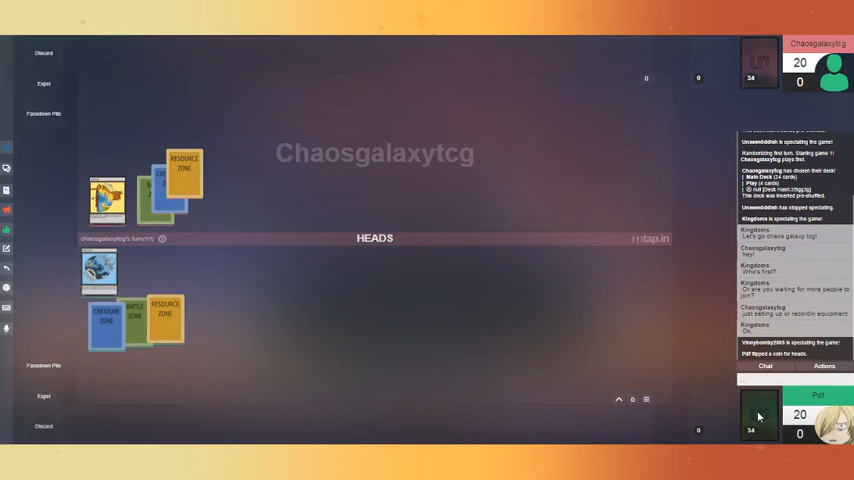 Discard
Expel
Facedown Pile
Chaosgalaxytcg
RESOURCE
ZONE
chaosgalaxytcg's turn(1/1)
HEADS
untap.in
CREATURE
ZONE
BATTLE
ZONE
RESOURCE
ZONE
Facedown Pile
Expel
Discard
0
0
0
0
34
Chaosgalaxytcg
20
0
Unseen0ddish is spectating the game!
Randomizing first turn. Starting game 1!
Chaosgalaxytcg plays first.
Chaosgalaxytcg has chosen their deck!
| Main Deck (34 cards)
| Play (4 cards)
This deck was inserted pre-shuffled.
Unseen0ddish has stopped spectating.
Kingdoms is spectating the game!
Kingdoms
Let's go chaos galaxy tcg!
Chaosgalaxytcg
hey!
Kingdoms
Who's first?
Kingdoms
Or are you waiting for more people to
join?
Chaosgalaxytcg
just setting up or recordin equipment
Kingdoms
Ok.
Vinnybomby2005 is spectating the game!
Pdf flipped a coin for heads.
Chat
Actions
34
Pdf
20
0